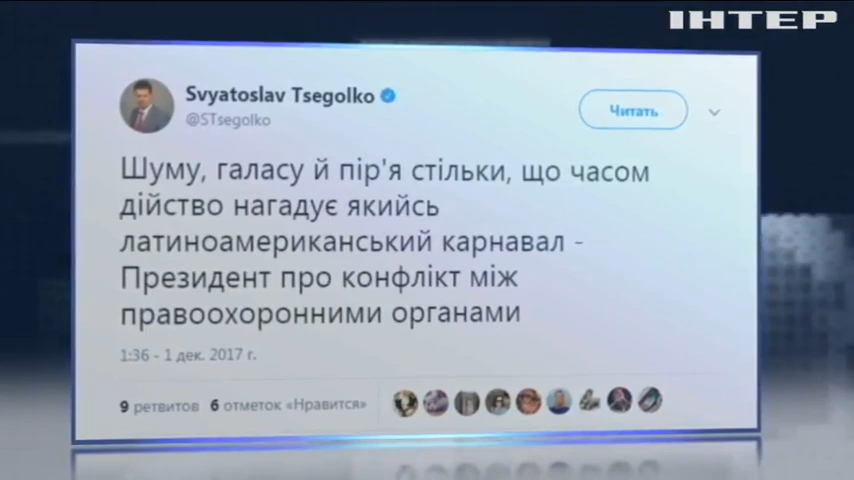 ІНТЕР
Svyatoslav Tsegolko
@STsegolko
Читать
Шуму, галасу й пір'я стільки, що часом
дійство нагадує якийсь
латиноамериканський карнавал -
Президент про конфлікт між
правоохоронними органами
1:36 - 1 дек. 2017 г.
9 ретвитов 6 отметок «Нравится»